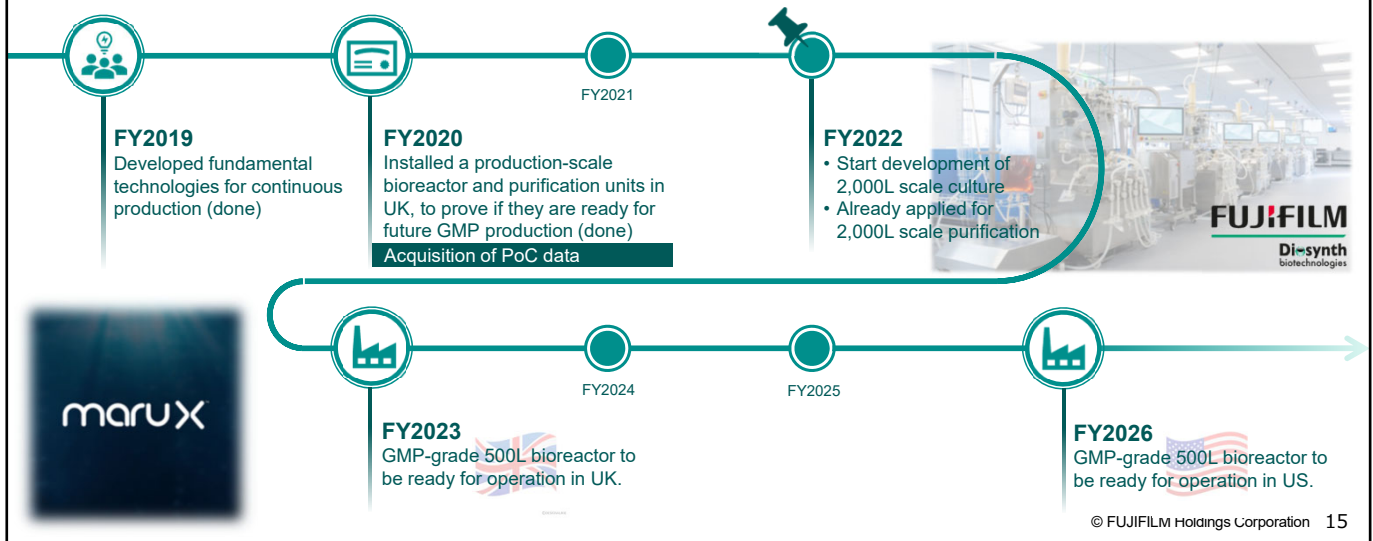 FY2021
FY2019
Developed fundamental
technologies for continuous
production (done)
FY2020
Installed a production-scale
bioreactor and purification units in
UK, to prove if they are ready for
future GMP production (done)
Acquisition of PoC data
FY2022
• Start development of
2,000L scale culture
• Already applied for
2,000L scale purification
FUJIFILM
Diosynth
biotechnologies
maruX
FY2024
FY2025
FY2023
GMP-grade 500L bioreactor to
be ready for operation in UK.
FY2026
GMP-grade 500L bioreactor to
be ready for operation in US.
© FUJIFILM Holdings Corporation 15